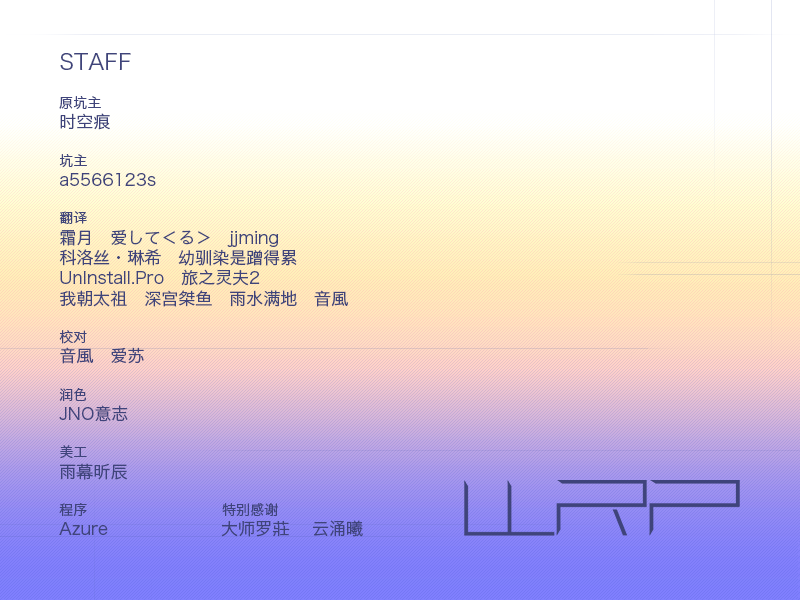 STAFF
原坑主
时空痕
坑主
a5566123s
翻译
霜月　爱して＜る＞　jjming
科洛丝・琳希　幼驯染是蹭得累
UnInstall.Pro　旅之灵夫2
我朝太祖　深宫桀鱼　雨水满地　音風
校对
音風　爱苏
润色
JNO意志
美工
雨幕昕辰
程序　特别感谢
Azure　大师罗莊　云涌曦
LLRP